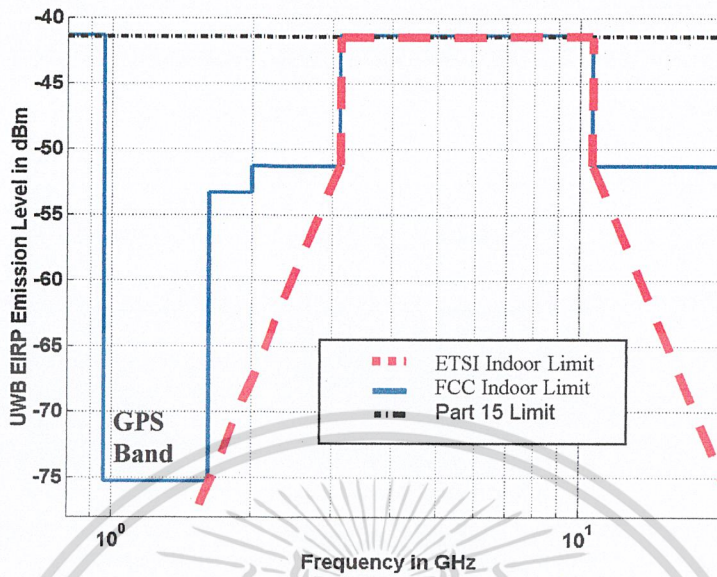 UWB EIRP Emission Level in dBm
-40
-45
-50
-55
-60
-65
-70
-75
GPS
Band
ETSI Indoor Limit
FCC Indoor Limit
Part 15 Limit
10⁰
10¹
Frequency in GHz